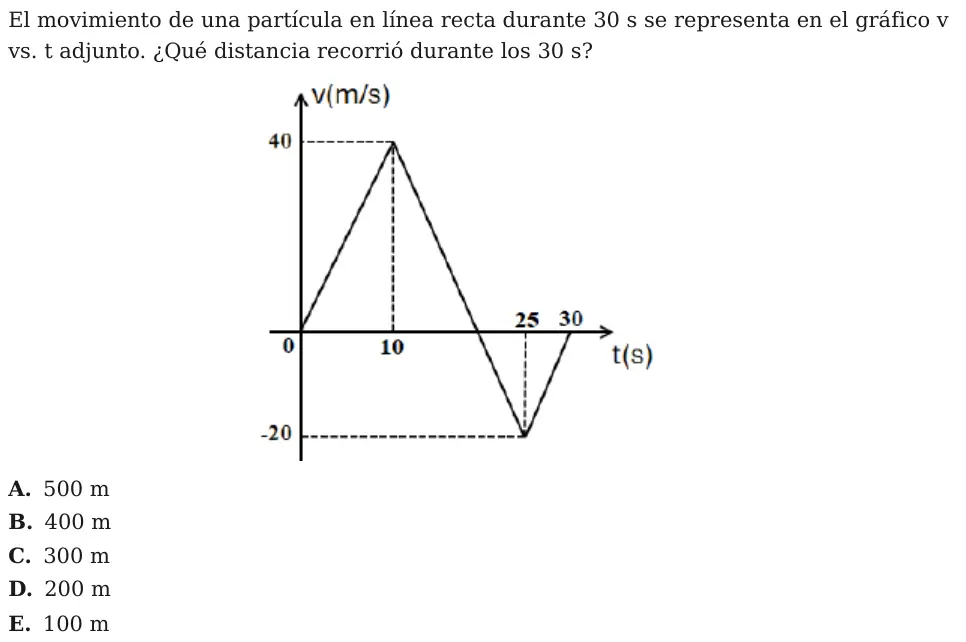 El movimiento de una partícula en línea recta durante 30 s se representa en el gráfico v
vs. t adjunto. ¿Qué distancia recorrió durante los 30 s?
v(m/s)
40
25 30
0
10
t(s)
-20
A. 500 m
B. 400 m
C. 300 m
D. 200 m
E. 100 m